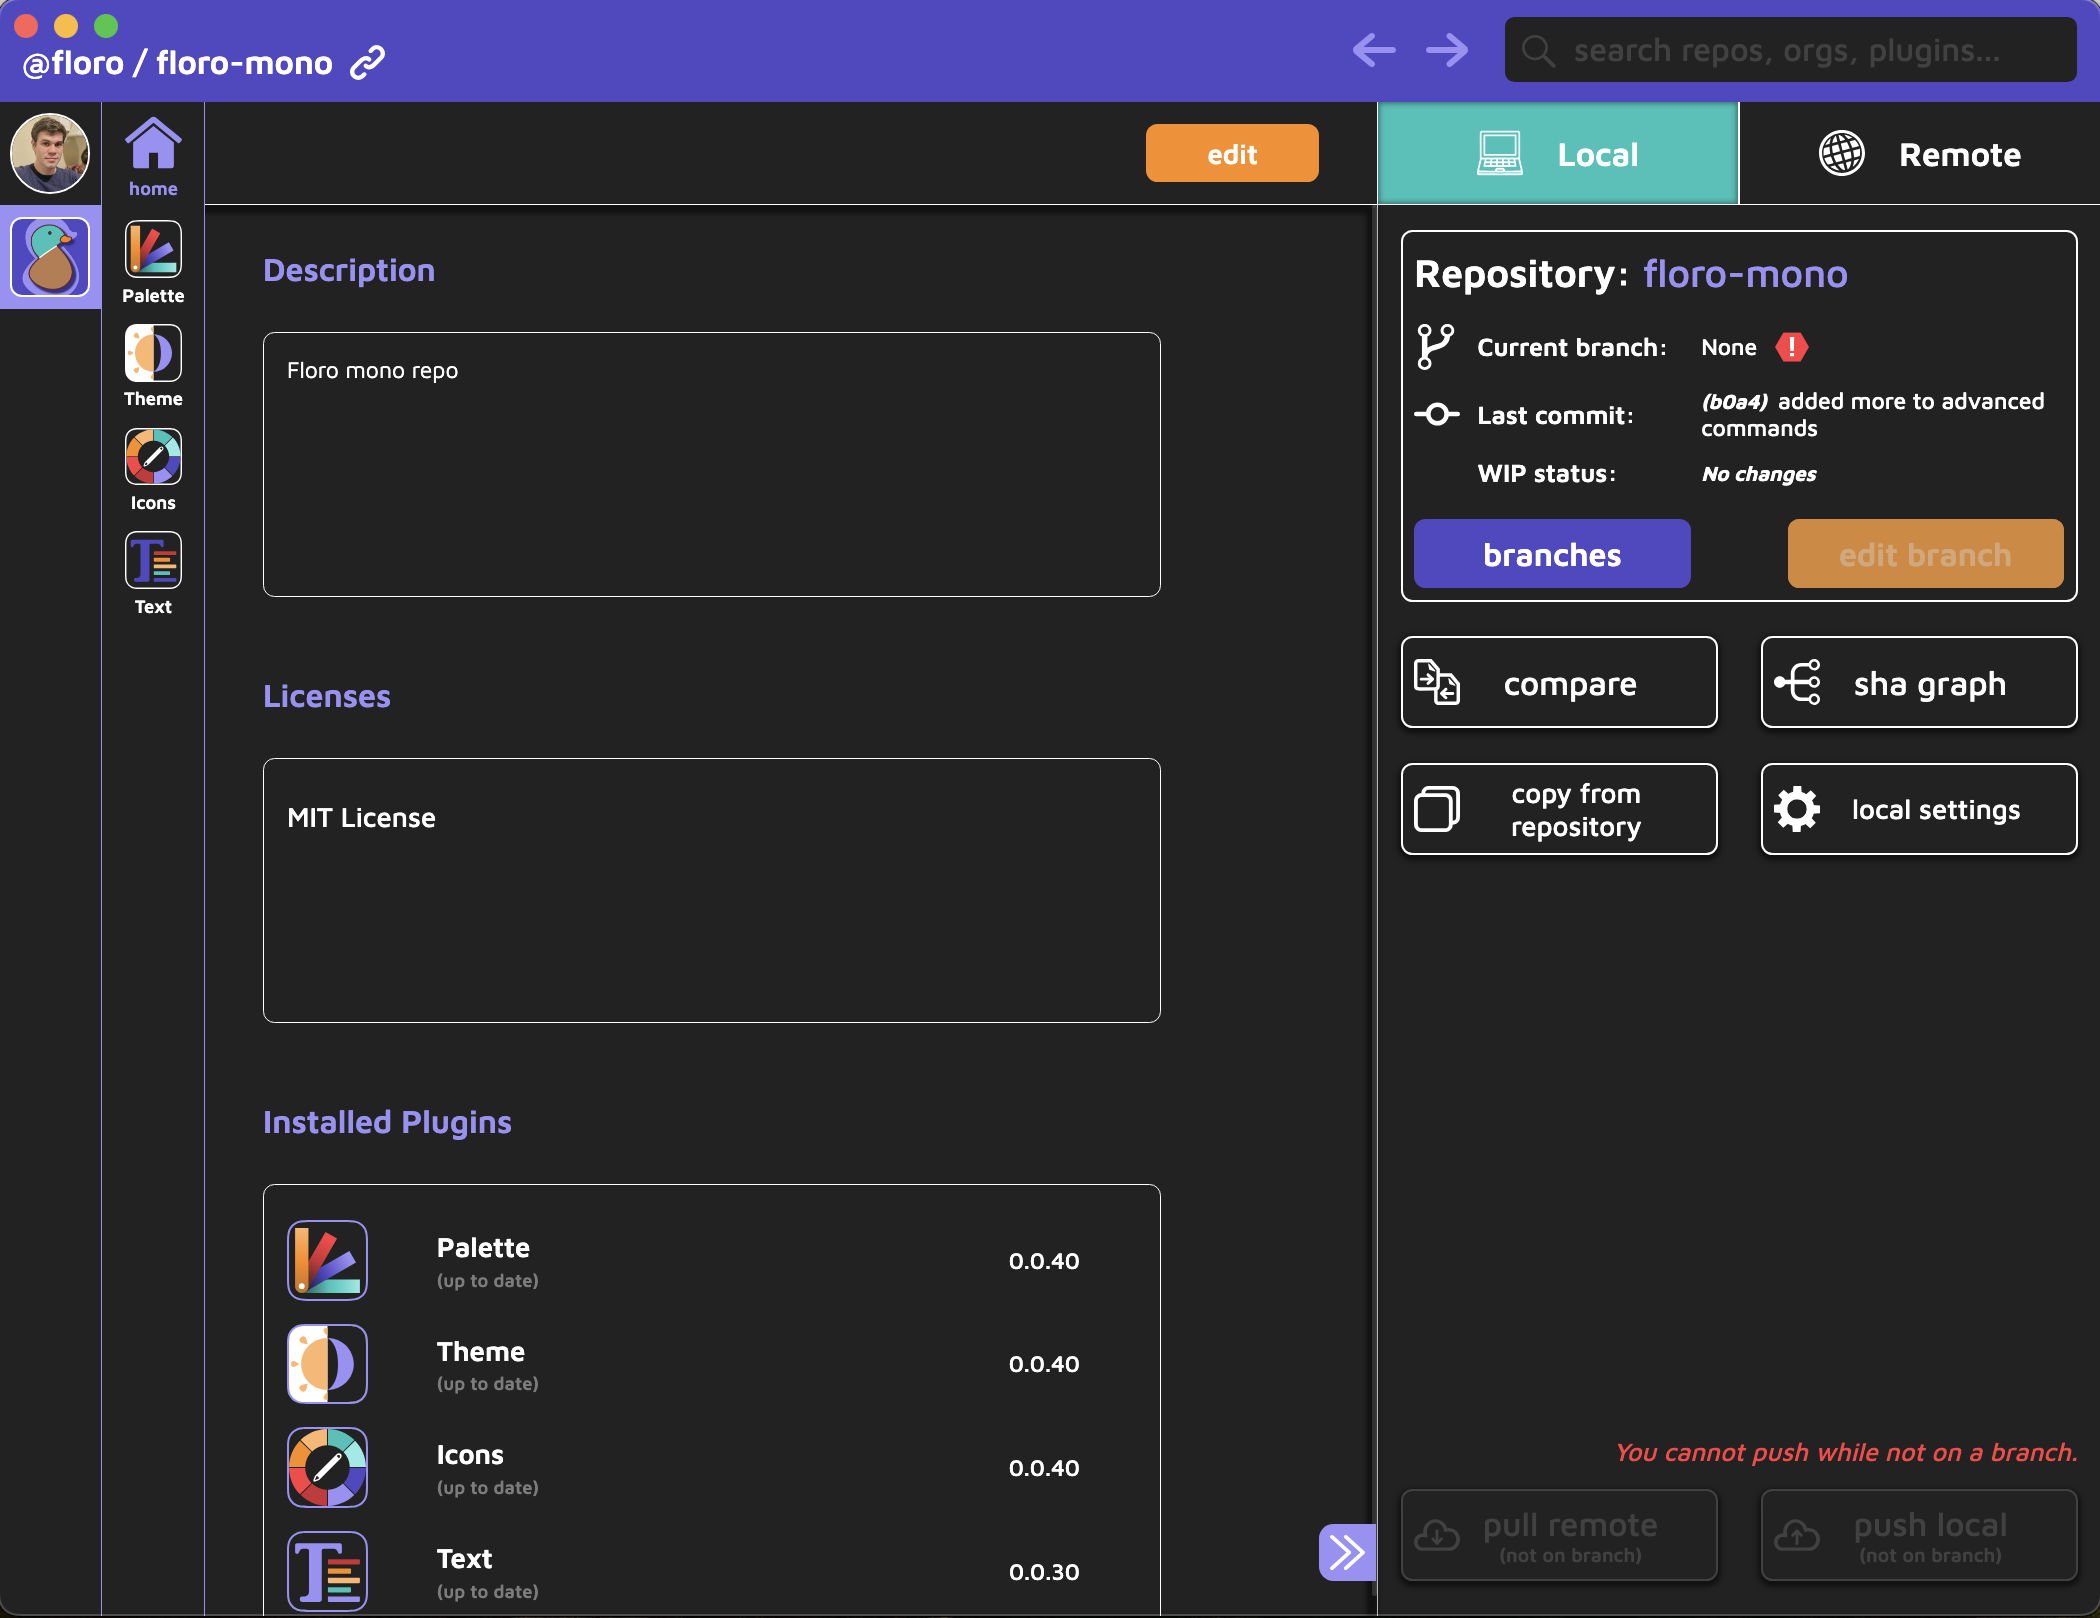 @floro / floro-mono
search repos, orgs, plugins...
home
Palette
Theme
Icons
Text
edit
Description
Floro mono repo
Licenses
MIT License
Installed Plugins
Palette
(up to date)
0.0.40
Theme
(up to date)
0.0.40
Icons
(up to date)
0.0.40
Text
(up to date)
0.0.30
Local
Remote
Repository: floro-mono
Current branch: None
Last commit: (b0a4) added more to advanced
commands
WIP status: No changes
branches
edit branch
compare
sha graph
copy from
repository
local settings
You cannot push while not on a branch.
pull remote
(not on branch)
push local
(not on branch)